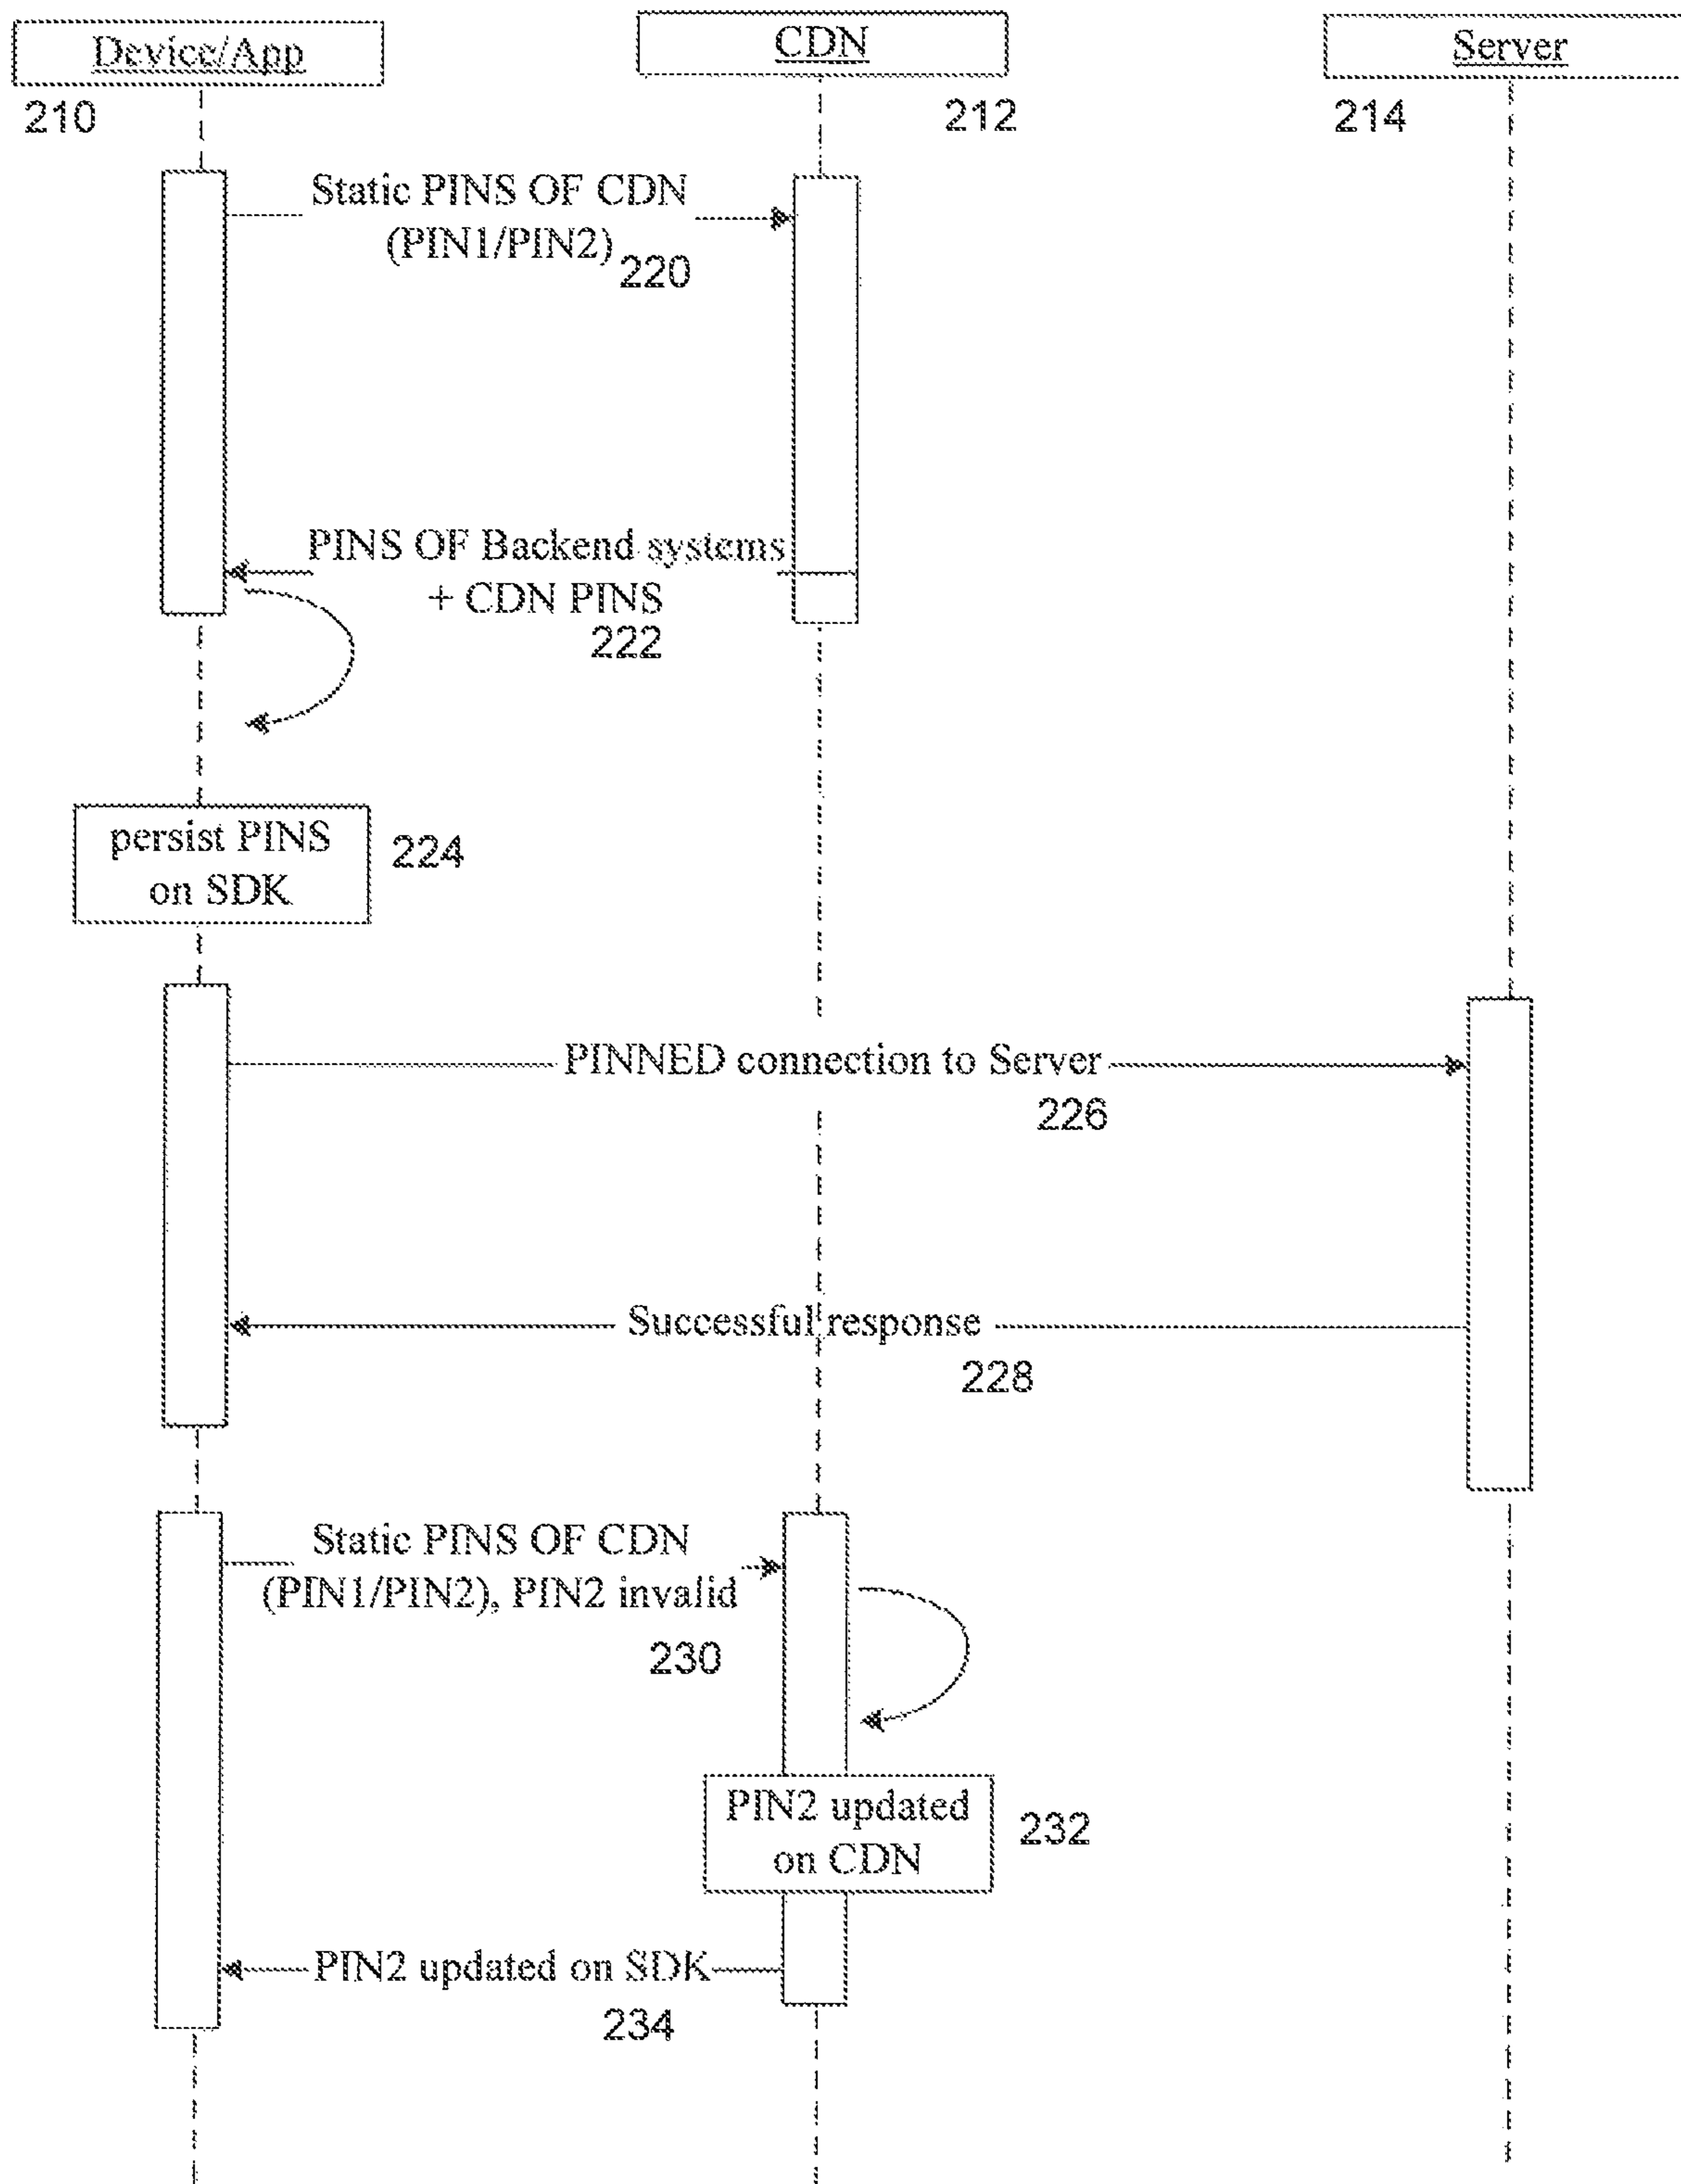 Device/App
CDN
Server
210
212
214
Static PINS OF CDN
(PIN1/PIN2)
220
PINS OF Backend systems
+ CDN PINS
222
persist PINS
on SDK
224
PINNED connection to Server
226
Successful response
228
Static PINS OF CDN
(PIN1/PIN2), PIN2 invalid
230
PIN2 updated
on CDN
232
PIN2 updated on SDK
234